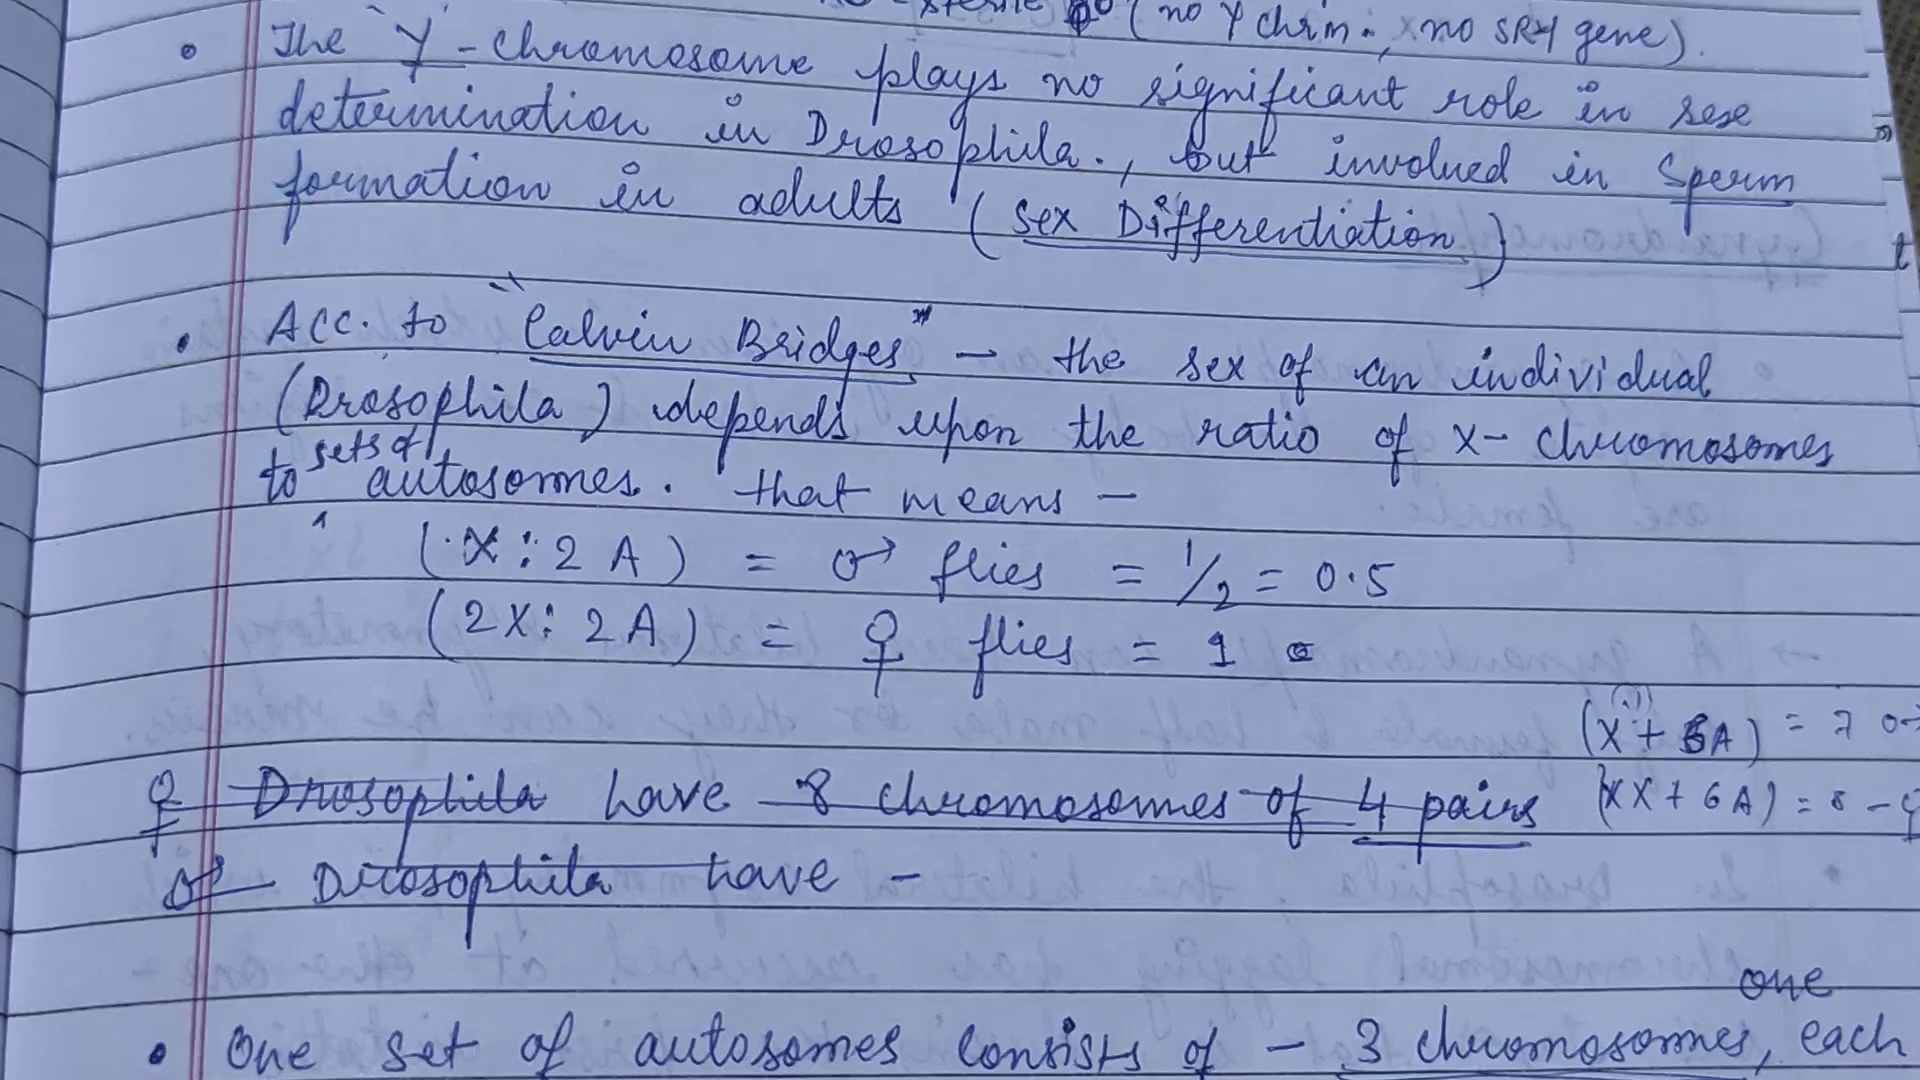 sterile (no Y chrm., no SRY gene).
• The Y-chromosome plays no significant role in sex
determination in Drosophila., but involved in Sperm
formation in adults (Sex Differentiation)
• Acc. to "Calvin Bridges" - the sex of an individual
(Drosophila) depends upon the ratio of X- chromosomes
to sets of autosomes. that means -
(X : 2 A) = ♂ flies = 1/2 = 0.5
(2X : 2A) = ♀ flies = 1
(X + 6A) = 7
♀ Drosophila have 8 chromosomes of 4 pairs (XX + 6A) = 8 - ♀
♂ Drosophila have -
one
• One set of autosomes consists of - 3 chromosomes, each